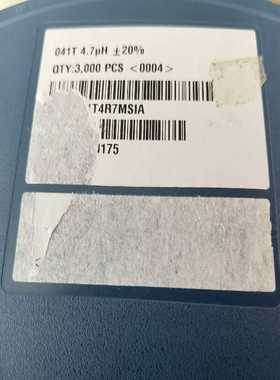 041T 4.7µH ±20%
QTY:3,000 PCS <0004>
1T4R7MSIA
175